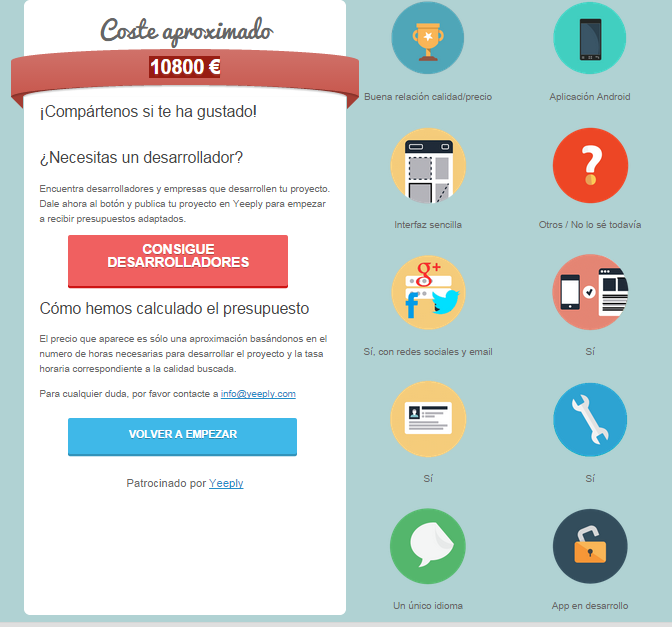 Coste aproximado
10800 €
¡Compártenos si te ha gustado!
¿Necesitas un desarrollador?
Encuentra desarrolladores y empresas que desarrollen tu proyecto.
Dale ahora al botón y publica tu proyecto en Yeeply para empezar
a recibir presupuestos adaptados.
CONSIGUE
DESARROLLADORES
Cómo hemos calculado el presupuesto
El precio que aparece es sólo una aproximación basándonos en el
numero de horas necesarias para desarrollar el proyecto y la tasa
horaria correspondiente a la calidad buscada.
Para cualquier duda, por favor contacte a info@yeeply.com
VOLVER A EMPEZAR
Patrocinado por Yeeply
Buena relación calidad/precio
Aplicación Android
?
Interfaz sencilla
Otros / No lo sé todavía
g+
f
Sí, con redes sociales y email
Sí
Sí
Sí
Un único idioma
App en desarrollo